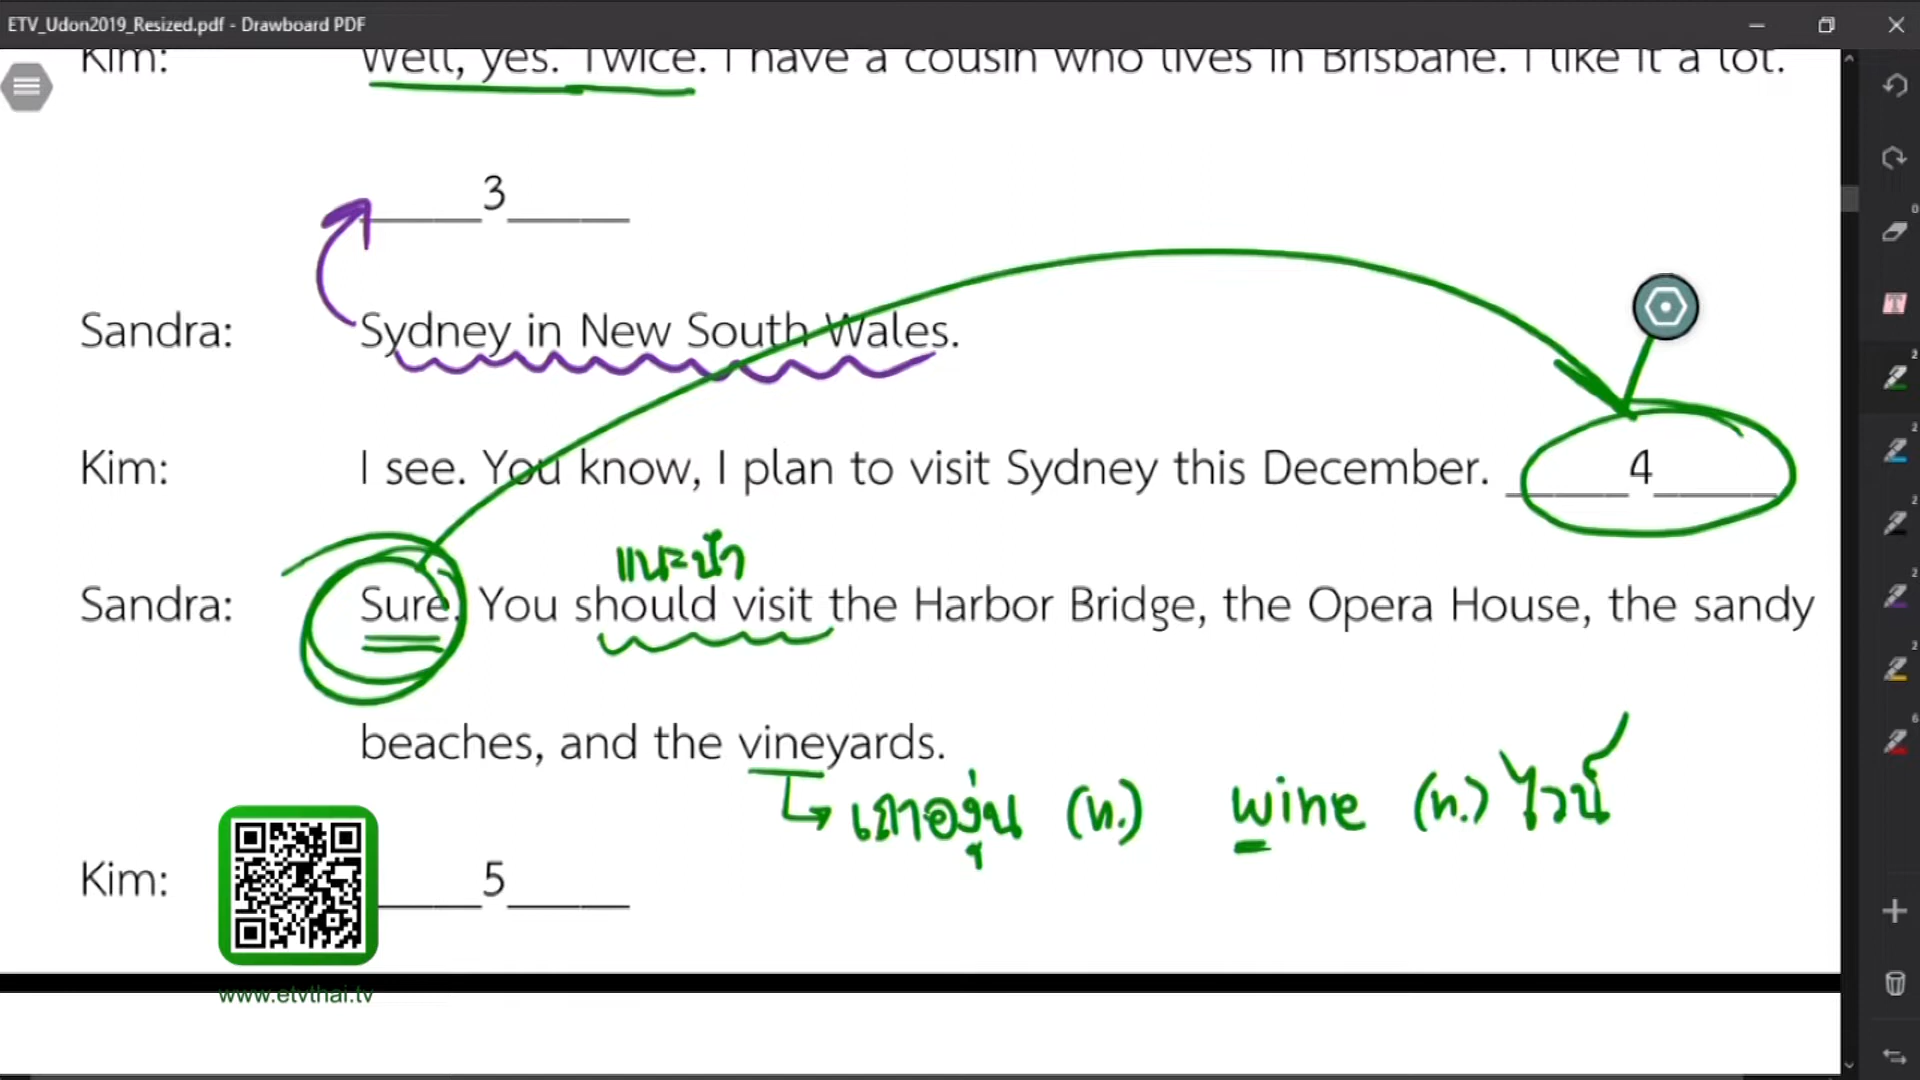 ETV_Udon2019_Resized.pdf - Drawboard PDF
Kim: Well, yes. Twice. I have a cousin who lives in Brisbane. I like it a lot.
______3______
Sandra: Sydney in New South Wales.
Kim: I see. You know, I plan to visit Sydney this December. ______4______
แนะนำ
Sandra: Sure. You should visit the Harbor Bridge, the Opera House, the sandy
beaches, and the vineyards.
เถาองุ่น (n.) wine (n.) ไวน์
Kim: ______5______
www.etvthai.tv